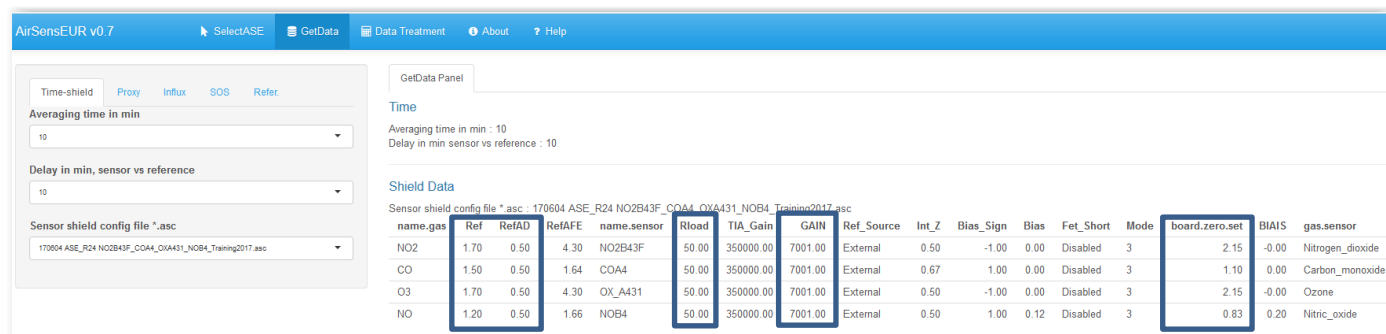 AirSensEUR v0.7 SelectASE GetData Data Treatment About Help
Time-shield Proxy Influx SOS Refer.
Averaging time in min
10
Delay in min, sensor vs reference
10
Sensor shield config file *.asc
170604 ASE_R24 NO2B43F_COA4_OXA431_NOB4_Training2017.asc
GetData Panel
Time
Averaging time in min : 10
Delay in min sensor vs reference : 10
Shield Data
Sensor shield config file *.asc : 170604 ASE_R24 NO2B43F_COA4_OXA431_NOB4_Training2017.asc
name.gas Ref RefAD RefAFE name.sensor Rload TIA_Gain GAIN Ref_Source Int_Z Bias_Sign Bias Fet_Short Mode board.zero.set BIAIS gas.sensor
NO2 1.70 0.50 4.30 NO2B43F 50.00 350000.00 7001.00 External 0.50 -1.00 0.00 Disabled 3 2.15 -0.00 Nitrogen_dioxide
CO 1.50 0.50 1.64 COA4 50.00 350000.00 7001.00 External 0.67 1.00 0.00 Disabled 3 1.10 0.00 Carbon_monoxide
O3 1.70 0.50 4.30 OX_A431 50.00 350000.00 7001.00 External 0.50 -1.00 0.00 Disabled 3 2.15 -0.00 Ozone
NO 1.20 0.50 1.66 NOB4 50.00 350000.00 7001.00 External 0.50 1.00 0.12 Disabled 3 0.83 0.20 Nitric_oxide